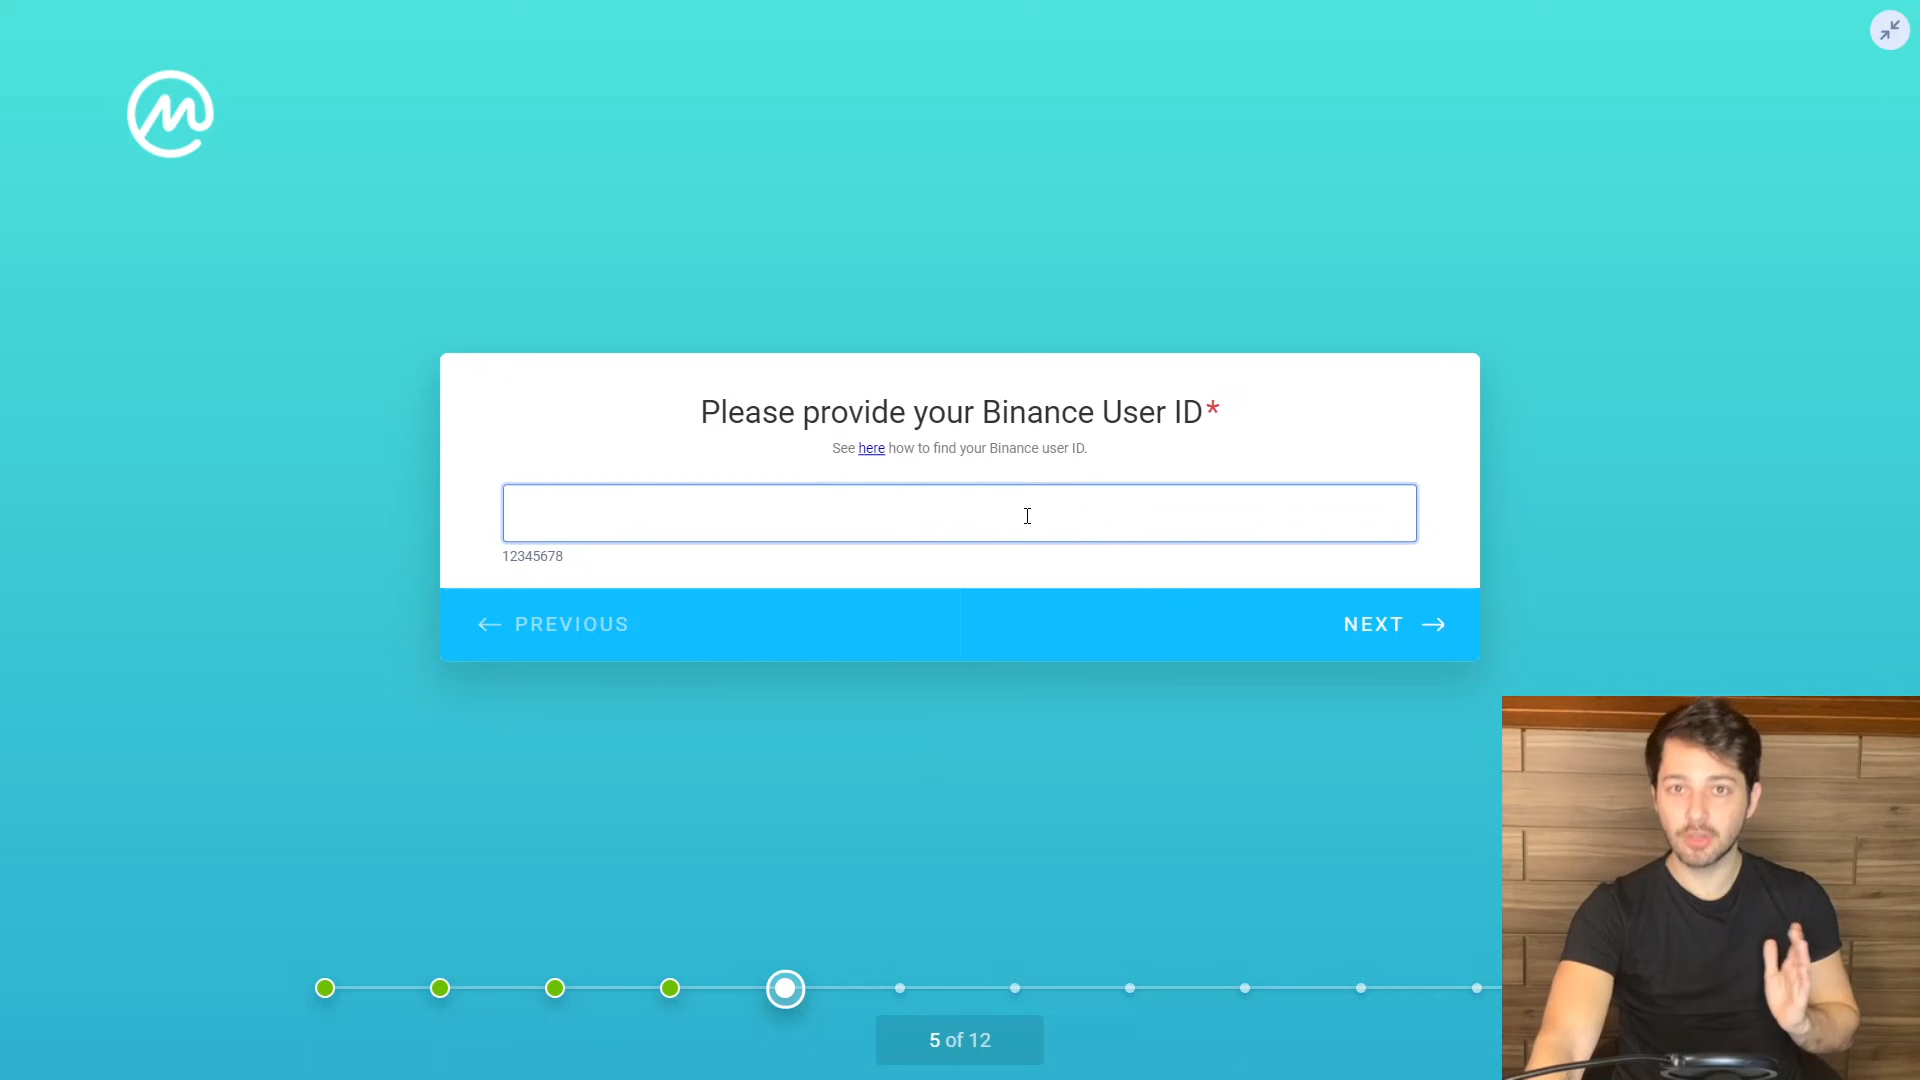 Please provide your Binance User ID*
See here how to find your Binance user ID.
12345678
← PREVIOUS
NEXT →
5 of 12